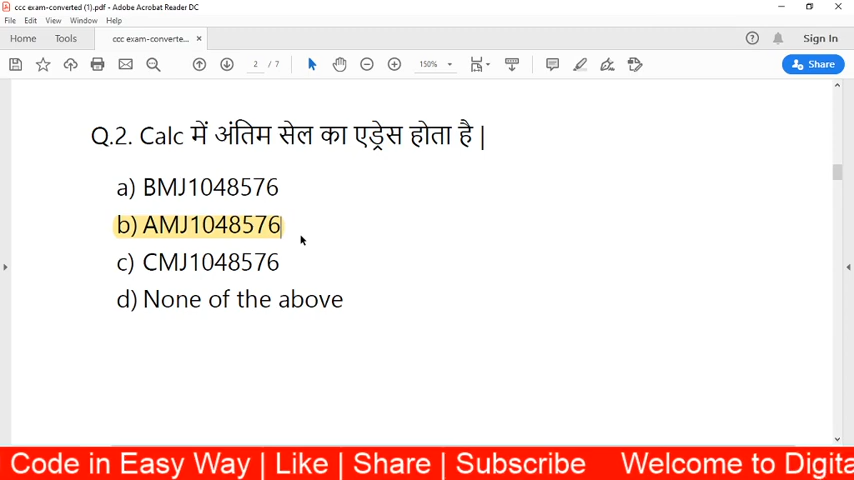 ccc exam-converted (1).pdf - Adobe Acrobat Reader DC
File Edit View Window Help
Home Tools ccc exam-converte... × Sign In
2 / 7 150% Share
Q.2. Calc में अंतिम सेल का एड्रेस होता है |
a) BMJ1048576
b) AMJ1048576
c) CMJ1048576
d) None of the above
Code in Easy Way | Like | Share | Subscribe Welcome to Digita